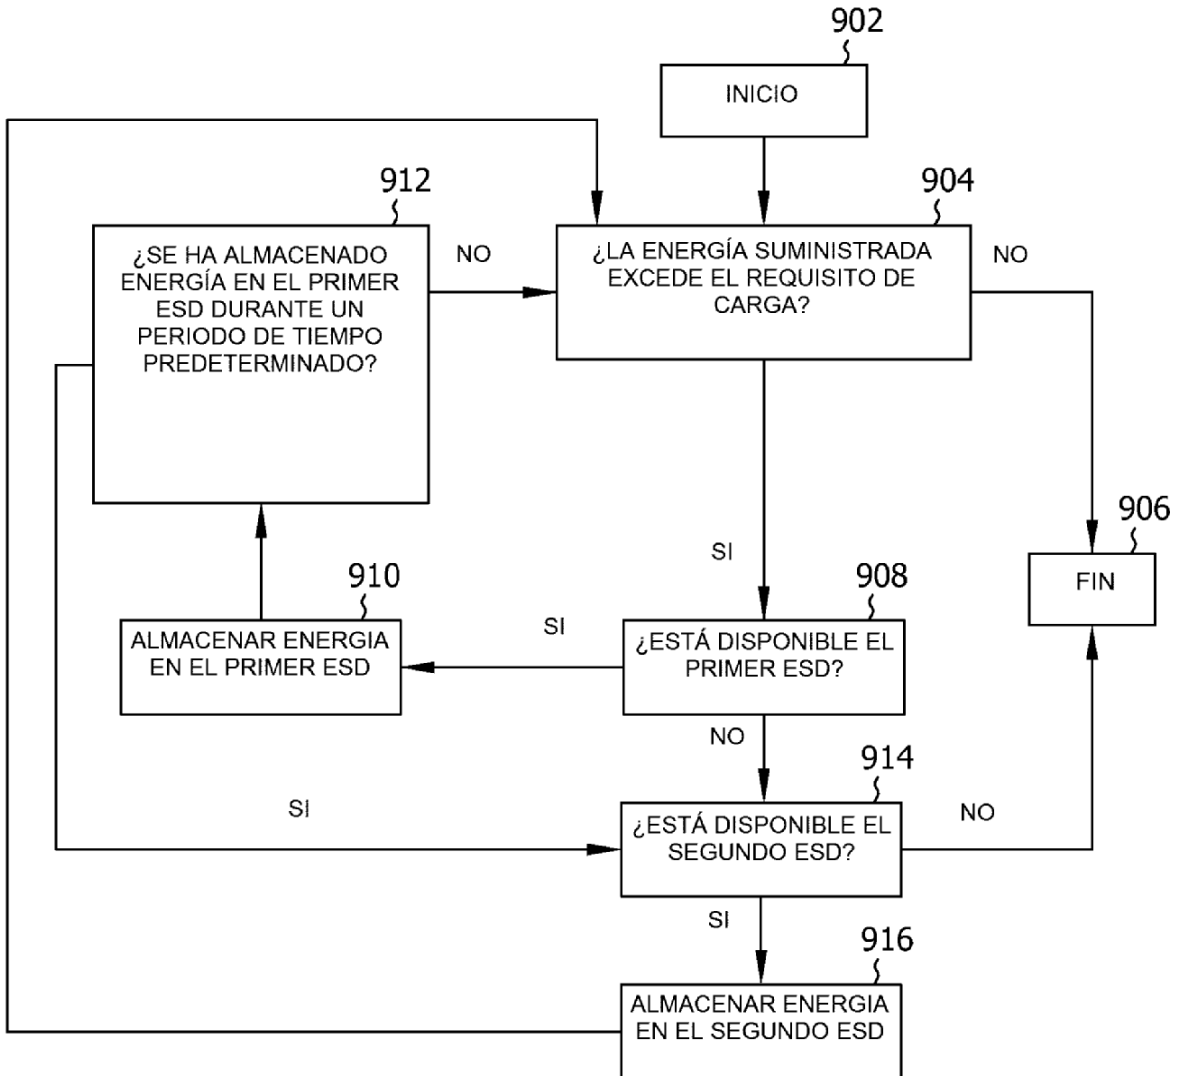 902
INICIO
912
904
¿SE HA ALMACENADO
ENERGÍA EN EL PRIMER
ESD DURANTE UN
PERIODO DE TIEMPO
PREDETERMINADO?
NO
¿LA ENERGÍA SUMINISTRADA
EXCEDE EL REQUISITO DE
CARGA?
NO
906
FIN
SI
910
908
ALMACENAR ENERGIA
EN EL PRIMER ESD
SI
¿ESTÁ DISPONIBLE EL
PRIMER ESD?
NO
914
SI
¿ESTÁ DISPONIBLE EL
SEGUNDO ESD?
NO
SI
916
ALMACENAR ENERGIA
EN EL SEGUNDO ESD